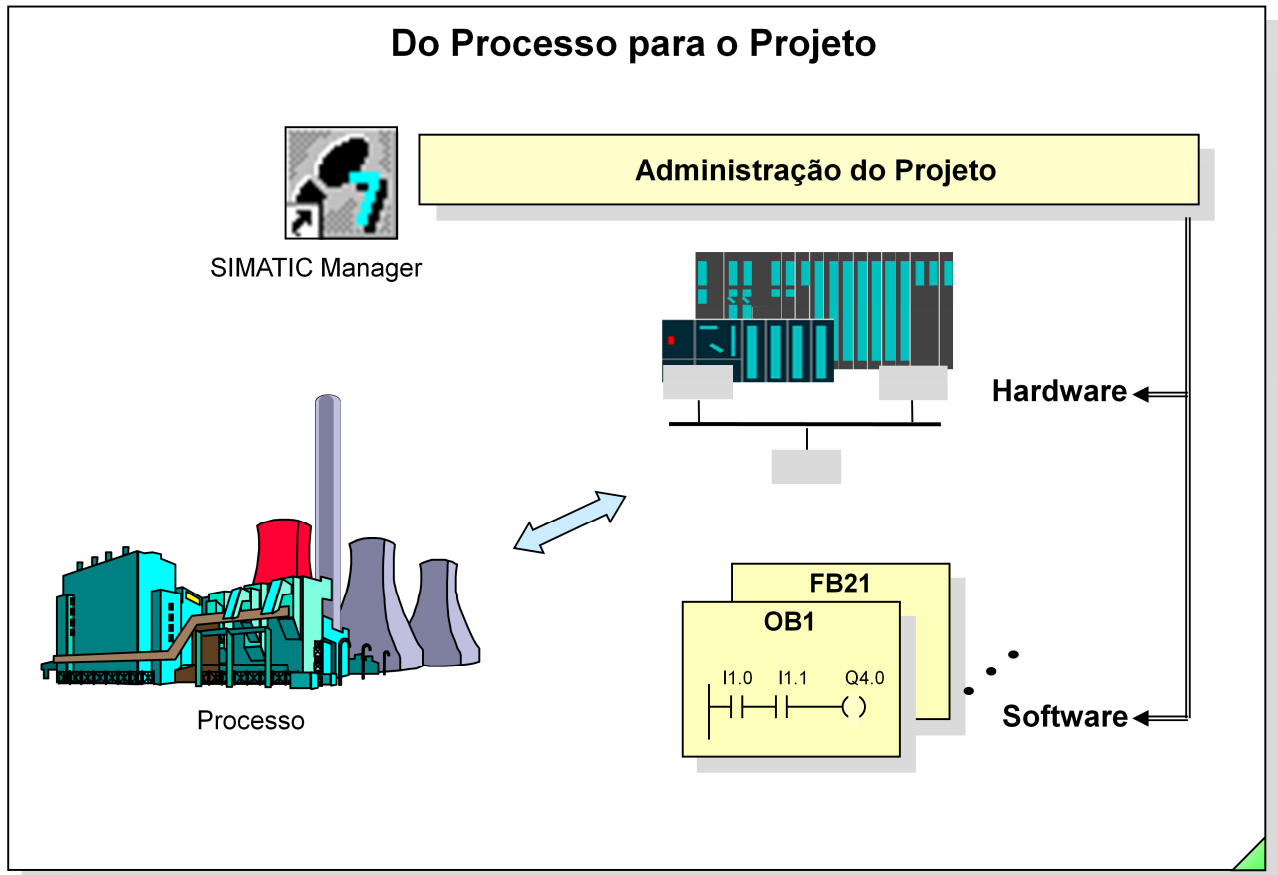 Do Processo para o Projeto
Administração do Projeto
SIMATIC Manager
Hardware
FB21
OB1
I1.0 I1.1 Q4.0
Software
Processo